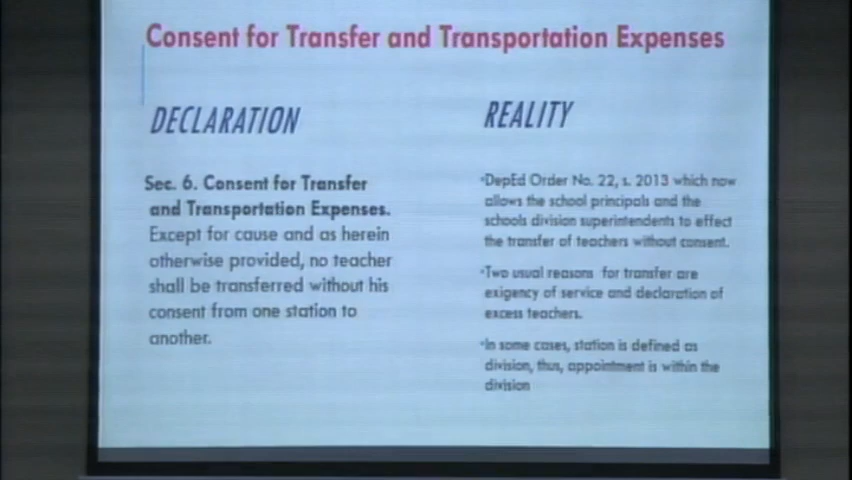 Consent for Transfer and Transportation Expenses
DECLARATION
Sec. 6. Consent for Transfer
and Transportation Expenses.
Except for cause and as herein
otherwise provided, no teacher
shall be transferred without his
consent from one station to
another.
REALITY
•DepEd Order No. 22, s. 2013 which now
allows the school principals and the
schools division superintendents to effect
the transfer of teachers without consent.
•Two usual reasons for transfer are
exigency of service and declaration of
excess teachers.
•In some cases, station is defined as
division, thus, appointment is within the
division